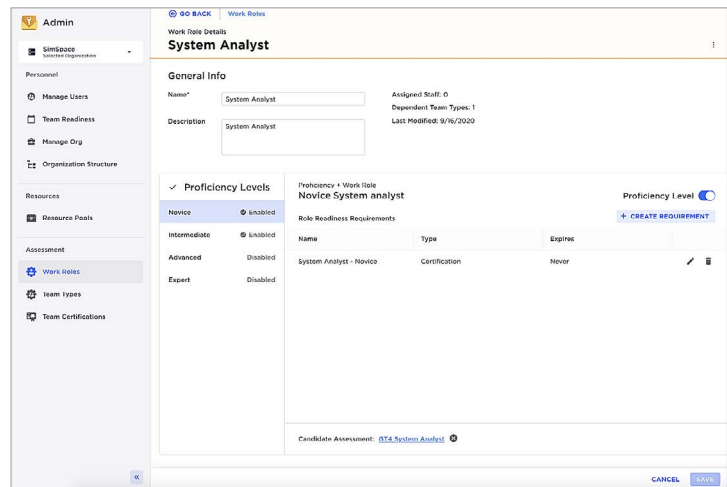 Admin
SimSpace
Selected Organization
Personnel
Manage Users
Team Readiness
Manage Org
Organization Structure
Resources
Resource Pools
Assessment
Work Roles
Team Types
Team Certifications
GO BACK
Work Roles
Work Role Details
System Analyst
General Info
Name*
System Analyst
Description
System Analyst
Assigned Staff: 0
Dependent Team Types: 1
Last Modified: 9/16/2020
Proficiency Levels
Novice Enabled
Intermediate Enabled
Advanced Disabled
Expert Disabled
Proficiency + Work Role
Novice System analyst
Proficiency Level
Role Readiness Requirements
+ CREATE REQUIREMENT
Name Type Expires
System Analyst - Novice Certification Never
Candidate Assessment: GT4 System Analyst
CANCEL SAVE